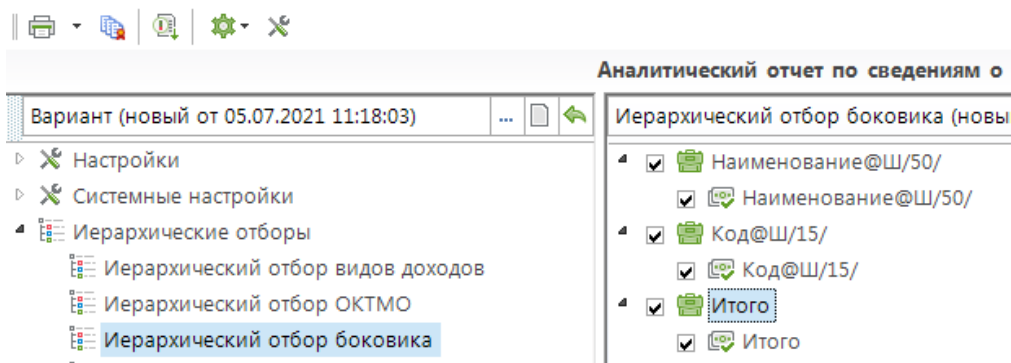 Аналитический отчет по сведениям о
Вариант (новый от 05.07.2021 11:18:03)
...
Настройки
Системные настройки
Иерархические отборы
Иерархический отбор видов доходов
Иерархический отбор ОКТМО
Иерархический отбор боковика
Иерархический отбор боковика (новы
Наименование@Ш/50/
Наименование@Ш/50/
Код@Ш/15/
Код@Ш/15/
Итого
Итого